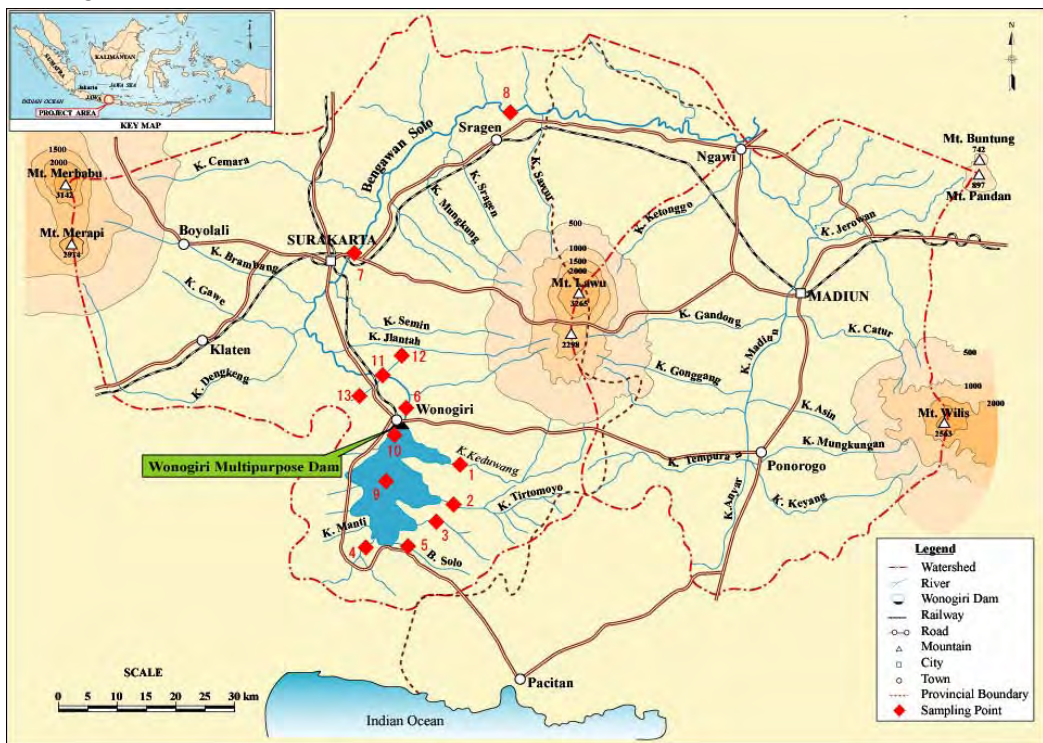 SUMATRA
KALIMANTAN
Jakarta
JAVA SEA
JAWA
INDIAN OCEAN
PROJECT AREA
KEY MAP
N
8
Sragen
Bengawan Solo
K. Cemara
1500
2000
Mt. Merbabu
3142
Mt. Merapi
2914
Boyolali
K. Brambang
SURAKARTA
7
K. Mungkung
K. Sragen
K. Sawur
Ngawi
K. Ketonggo
Mt. Buntung
742
897
Mt. Pandan
K. Jerowan
500
1000
1500
2000
Mt. Lawu
3265
2298
MADIUN
K. Gandong
K. Madiun
K. Catur
K. Gonggang
K. Gawe
Klaten
K. Dengkeng
K. Semin
K. Jlantah
12
11
13
6
Wonogiri
10
Wonogiri Multipurpose Dam
K. Keduwang
1
9
2
K. Tirtomoyo
3
K. Manti
4
5
B. Solo
K. Asin
500
1000
2000
Mt. Wilis
2563
K. Mungkungan
K. Tempuran
Ponorogo
K. Keyang
K. Anyar
Pacitan
Indian Ocean
SCALE
0 5 10 15 20 25 30 km
Legend
Watershed
River
Wonogiri Dam
Railway
Road
Mountain
City
Town
Provincial Boundary
Sampling Point